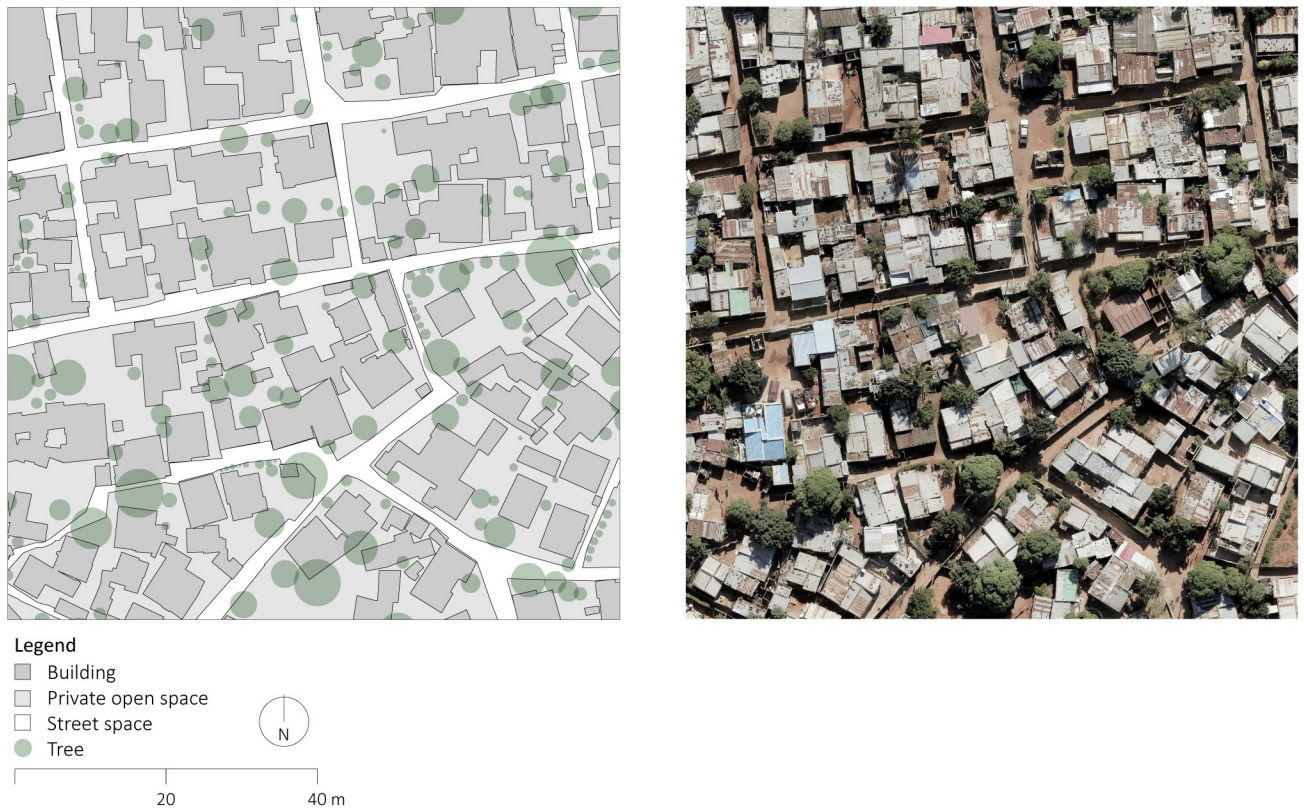 Legend
Building
Private open space
Street space
N
Tree
20
40 m